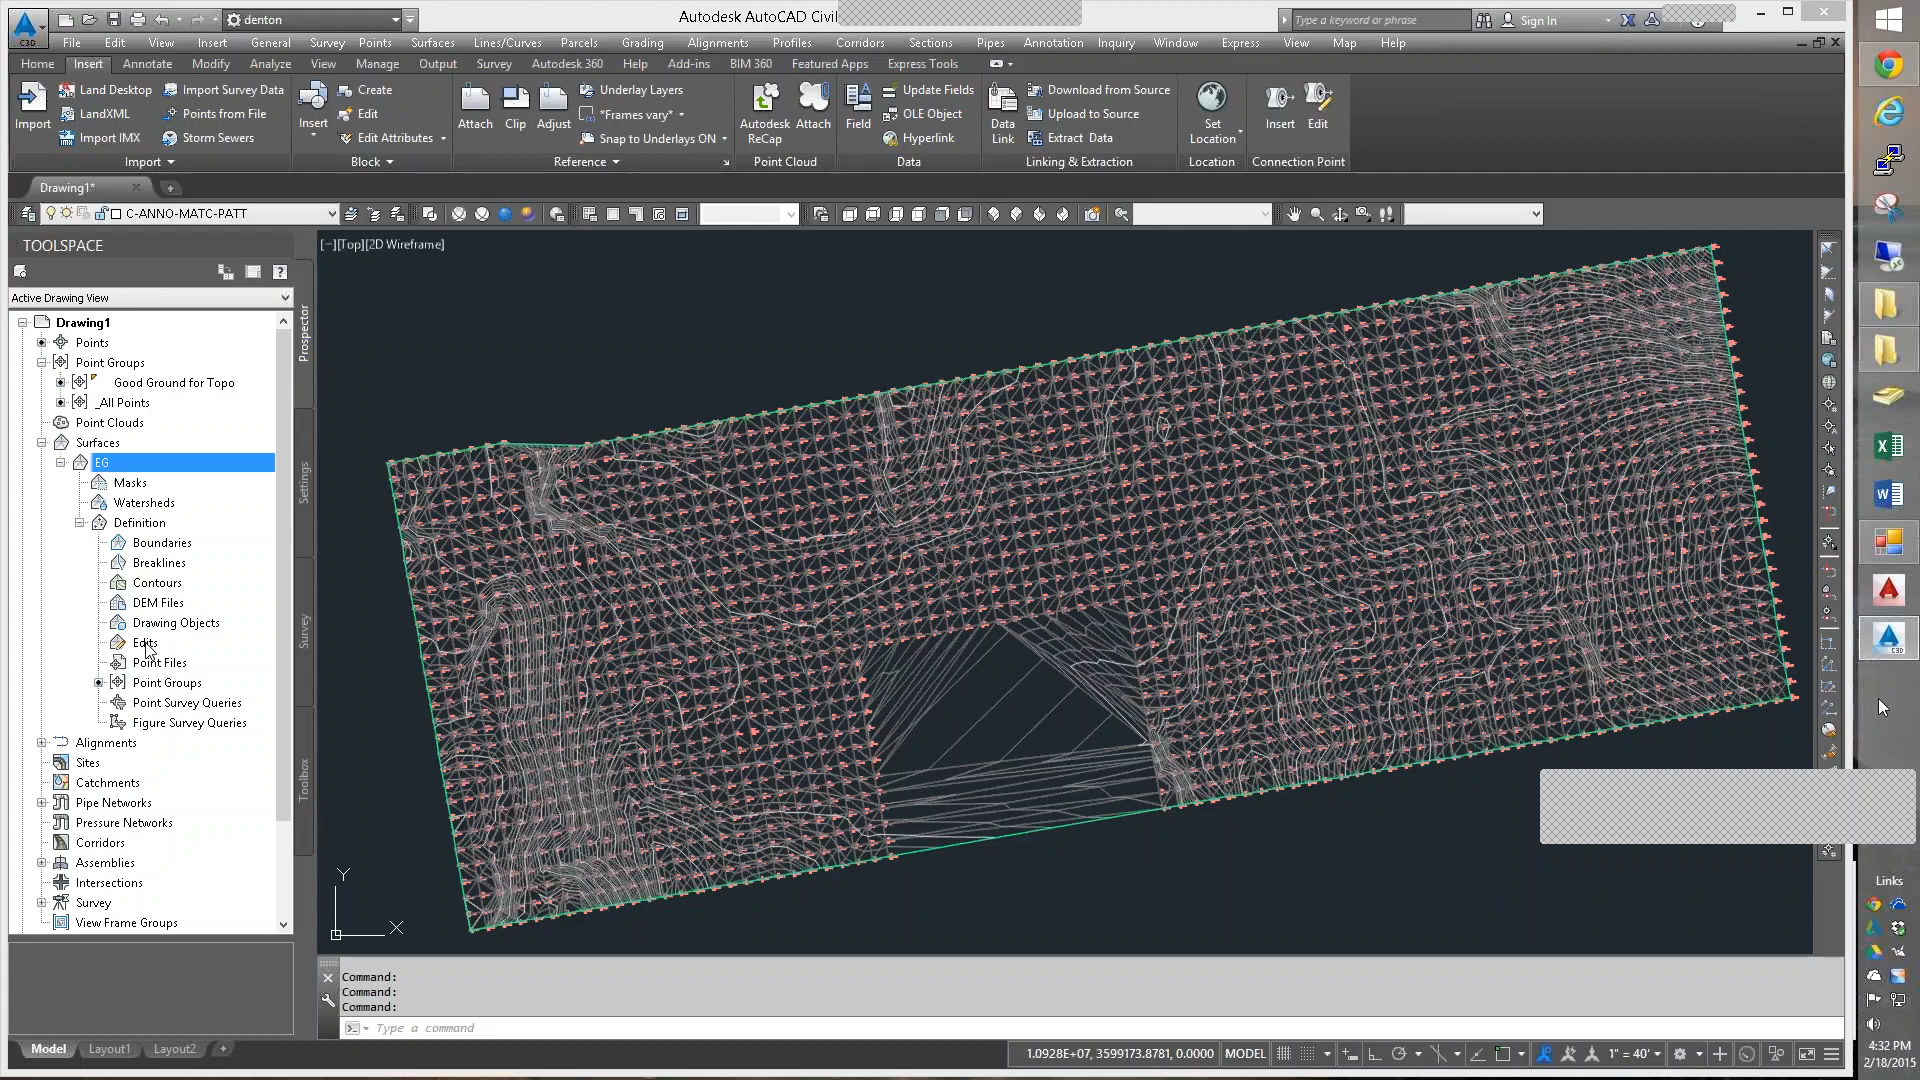 denton
Autodesk AutoCAD Civil
Type a keyword or phrase
Sign In
C3D
File Edit View Insert General Survey Points Surfaces Lines/Curves Parcels Grading Alignments Profiles Corridors Sections Pipes Annotation Inquiry Window Express View Map Help
Home Insert Annotate Modify Analyze View Manage Output Survey Autodesk 360 Help Add-ins BIM 360 Featured Apps Express Tools
Import
Land Desktop
LandXML
Import IMX
Import Survey Data
Points from File
Storm Sewers
Import
Insert
Create
Edit
Edit Attributes
Block
Attach Clip Adjust
Underlay Layers
*Frames vary*
Snap to Underlays ON
Reference
Autodesk
ReCap
Attach
Point Cloud
Field
Update Fields
OLE Object
Hyperlink
Data
Data
Link
Download from Source
Upload to Source
Extract Data
Linking & Extraction
Set
Location
Location
Insert Edit
Connection Point
Drawing1*
C-ANNO-MATC-PATT
TOOLSPACE
[−][Top][2D Wireframe]
Active Drawing View
Drawing1
Points
Point Groups
Good Ground for Topo
_All Points
Point Clouds
Surfaces
EG
Masks
Watersheds
Definition
Boundaries
Breaklines
Contours
DEM Files
Drawing Objects
Edits
Point Files
Point Groups
Point Survey Queries
Figure Survey Queries
Alignments
Sites
Catchments
Pipe Networks
Pressure Networks
Corridors
Assemblies
Intersections
Survey
View Frame Groups
Prospector
Settings
Survey
Toolbox
Y
X
Command:
Command:
Command:
Type a command
Model Layout1 Layout2
1.0928E+07, 3599173.8781, 0.0000 MODEL 1" = 40'
C3D
Links
4:32 PM
2/18/2015